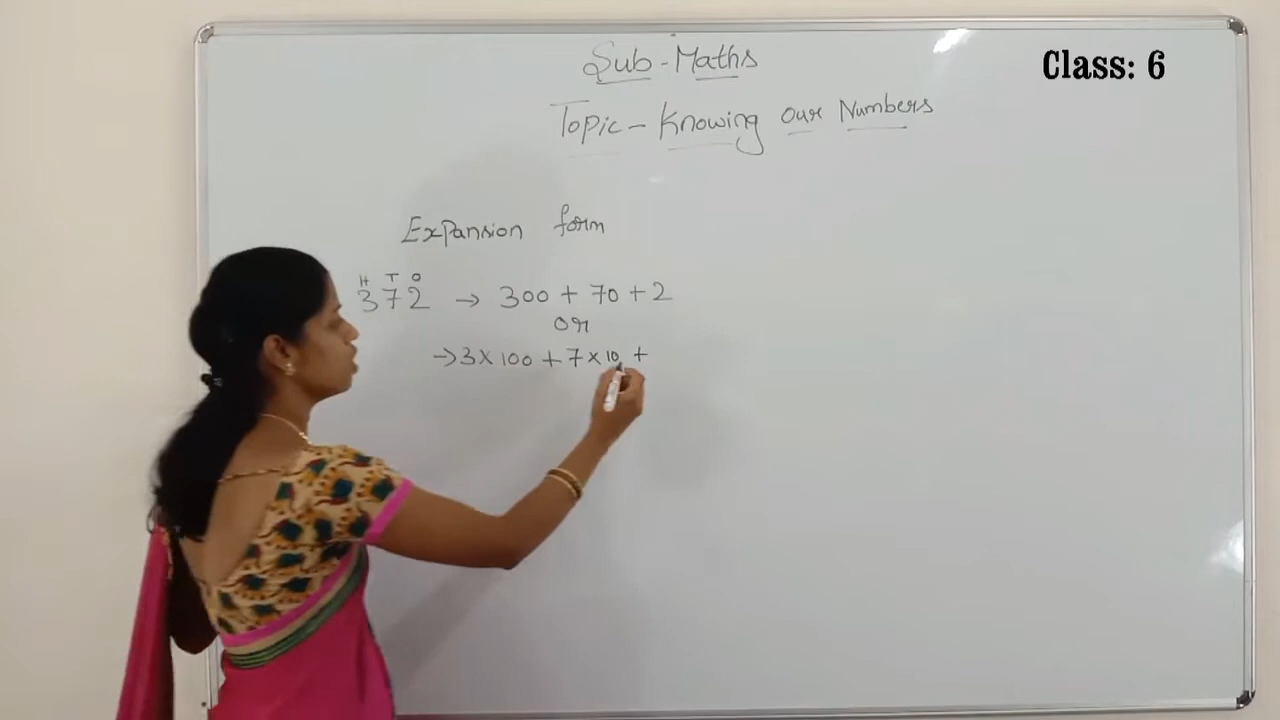 Sub - Maths
Class: 6
Topic - Knowing Our Numbers
Expansion form
H T O
372 → 300 + 70 + 2
or
→ 3 × 100 + 7 × 10 +